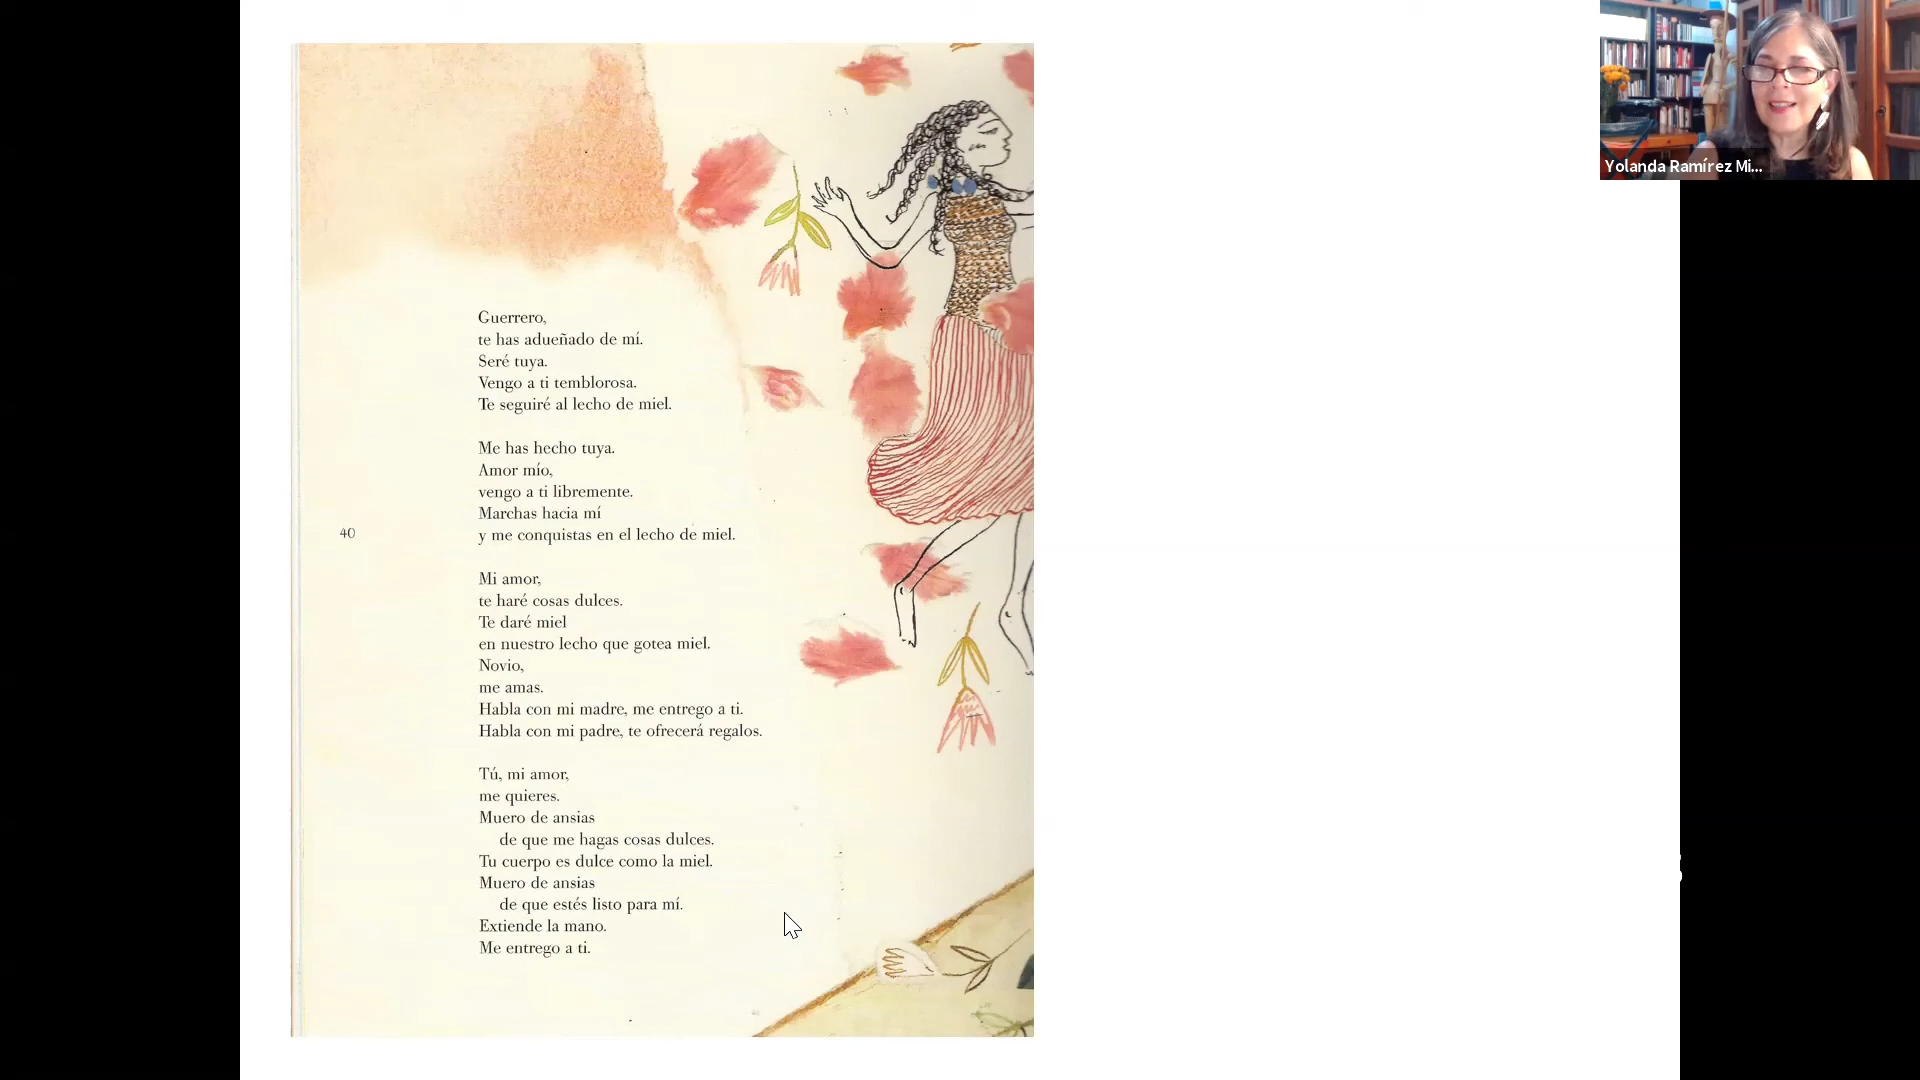 Yolanda Ramírez Mi...
Guerrero,
te has adueñado de mí.
Seré tuya.
Vengo a ti temblorosa.
Te seguiré al lecho de miel.
Me has hecho tuya.
Amor mío,
vengo a ti libremente.
Marchas hacia mí
y me conquistas en el lecho de miel.
40
Mi amor,
te haré cosas dulces.
Te daré miel
en nuestro lecho que gotea miel.
Novio,
me amas.
Habla con mi madre, me entrego a ti.
Habla con mi padre, te ofrecerá regalos.
Tú, mi amor,
me quieres.
Muero de ansias
de que me hagas cosas dulces.
Tu cuerpo es dulce como la miel.
Muero de ansias
de que estés listo para mí.
Extiende la mano.
Me entrego a ti.